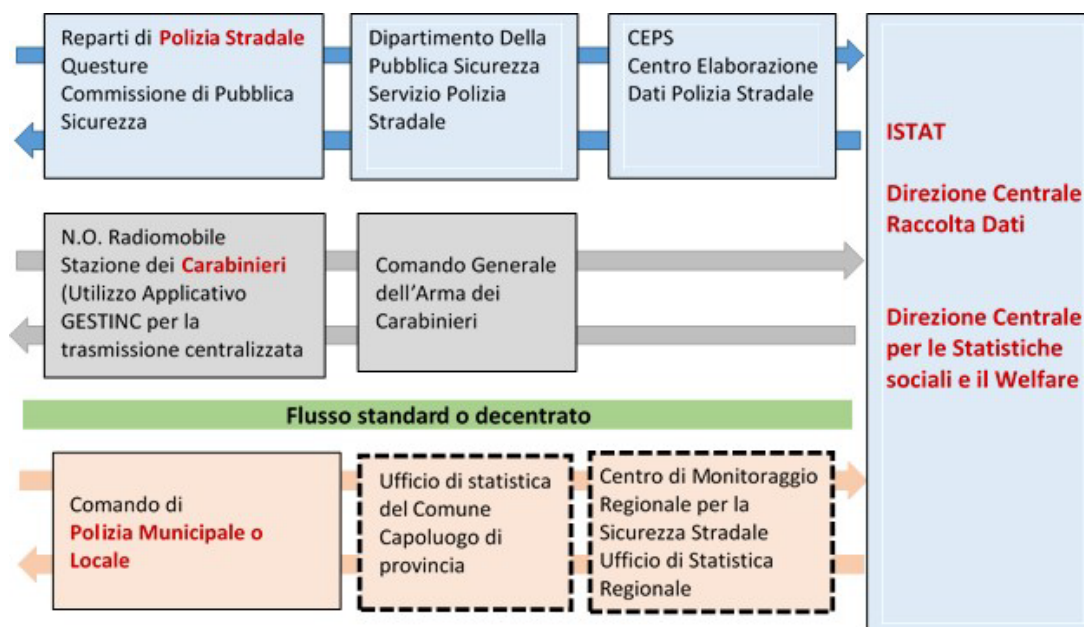 Reparti di Polizia Stradale
Questure
Commissione di Pubblica
Sicurezza
Dipartimento Della
Pubblica Sicurezza
Servizio Polizia
Stradale
CEPS
Centro Elaborazione
Dati Polizia Stradale
ISTAT
Direzione Centrale
Raccolta Dati
Direzione Centrale
per le Statistiche
sociali e il Welfare
N.O. Radiomobile
Stazione dei Carabinieri
(Utilizzo Applicativo
GESTINC per la
trasmissione centralizzata
Comando Generale
dell'Arma dei
Carabinieri
Flusso standard o decentrato
Comando di
Polizia Municipale o
Locale
Ufficio di statistica
del Comune
Capoluogo di
provincia
Centro di Monitoraggio
Regionale per la
Sicurezza Stradale
Ufficio di Statistica
Regionale